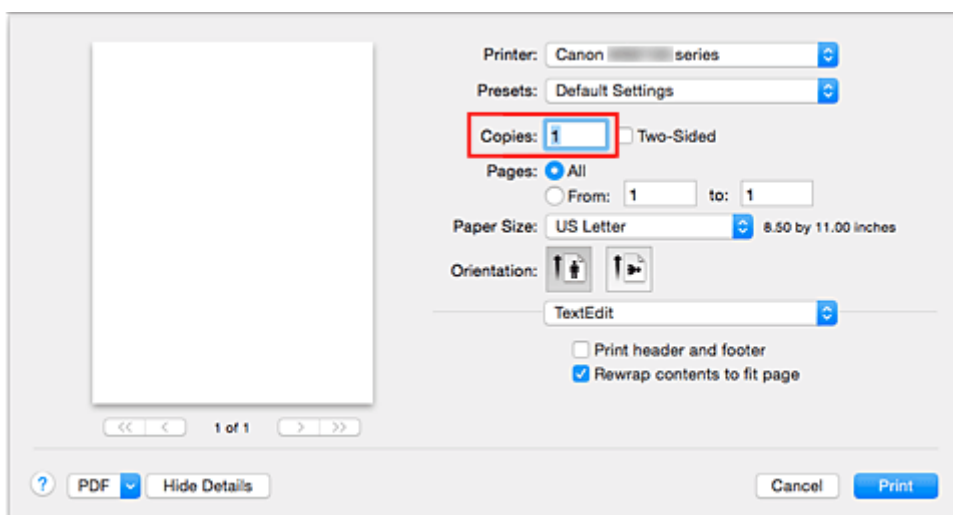 Printer: Canon series
Presets: Default Settings
Copies: 1 Two-Sided
Pages: All
From: 1 to: 1
Paper Size: US Letter 8.50 by 11.00 inches
Orientation:
TextEdit
Print header and footer
Rewrap contents to fit page
<< < 1 of 1 > >>
? PDF Hide Details Cancel Print